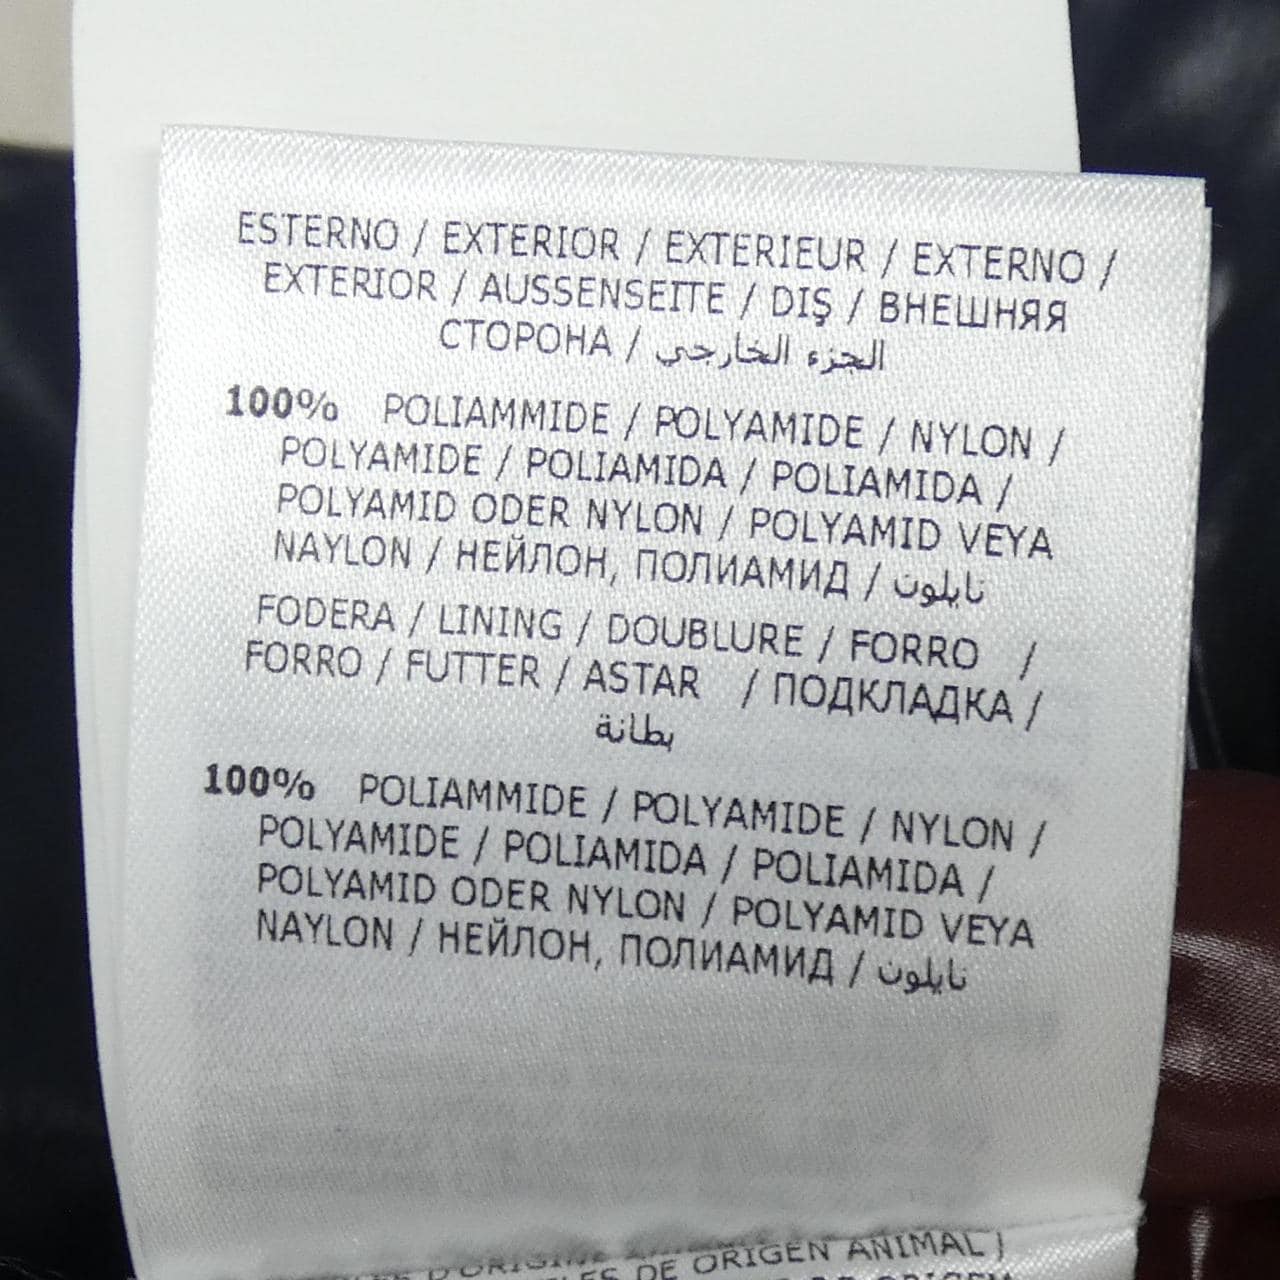 ESTERNO / EXTERIOR / EXTERIEUR / EXTERNO /
EXTERIOR / AUSSENSEITE / DIŞ / ВНЕШНЯЯ
СТОРОНА / الجزء الخارجي
100% POLIAMMIDE / POLYAMIDE / NYLON /
POLYAMIDE / POLIAMIDA / POLIAMIDA /
POLYAMID ODER NYLON / POLYAMID VEYA
NAYLON / НЕЙЛОН, ПОЛИАМИД / نايلون
FODERA / LINING / DOUBLURE / FORRO /
FORRO / FUTTER / ASTAR / ПОДКЛАДКА /
بطانة
100% POLIAMMIDE / POLYAMIDE / NYLON /
POLYAMIDE / POLIAMIDA / POLIAMIDA /
POLYAMID ODER NYLON / POLYAMID VEYA
NAYLON / НЕЙЛОН, ПОЛИАМИД / نايلون
DE ORIGEN ANIMAL)